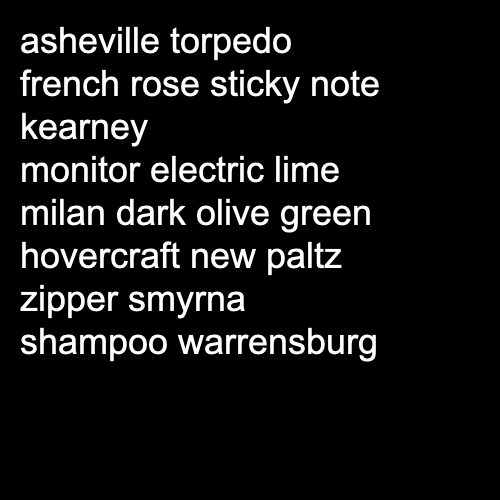 asheville torpedo
french rose sticky note
kearney
monitor electric lime
milan dark olive green
hovercraft new paltz
zipper smyrna
shampoo warrensburg